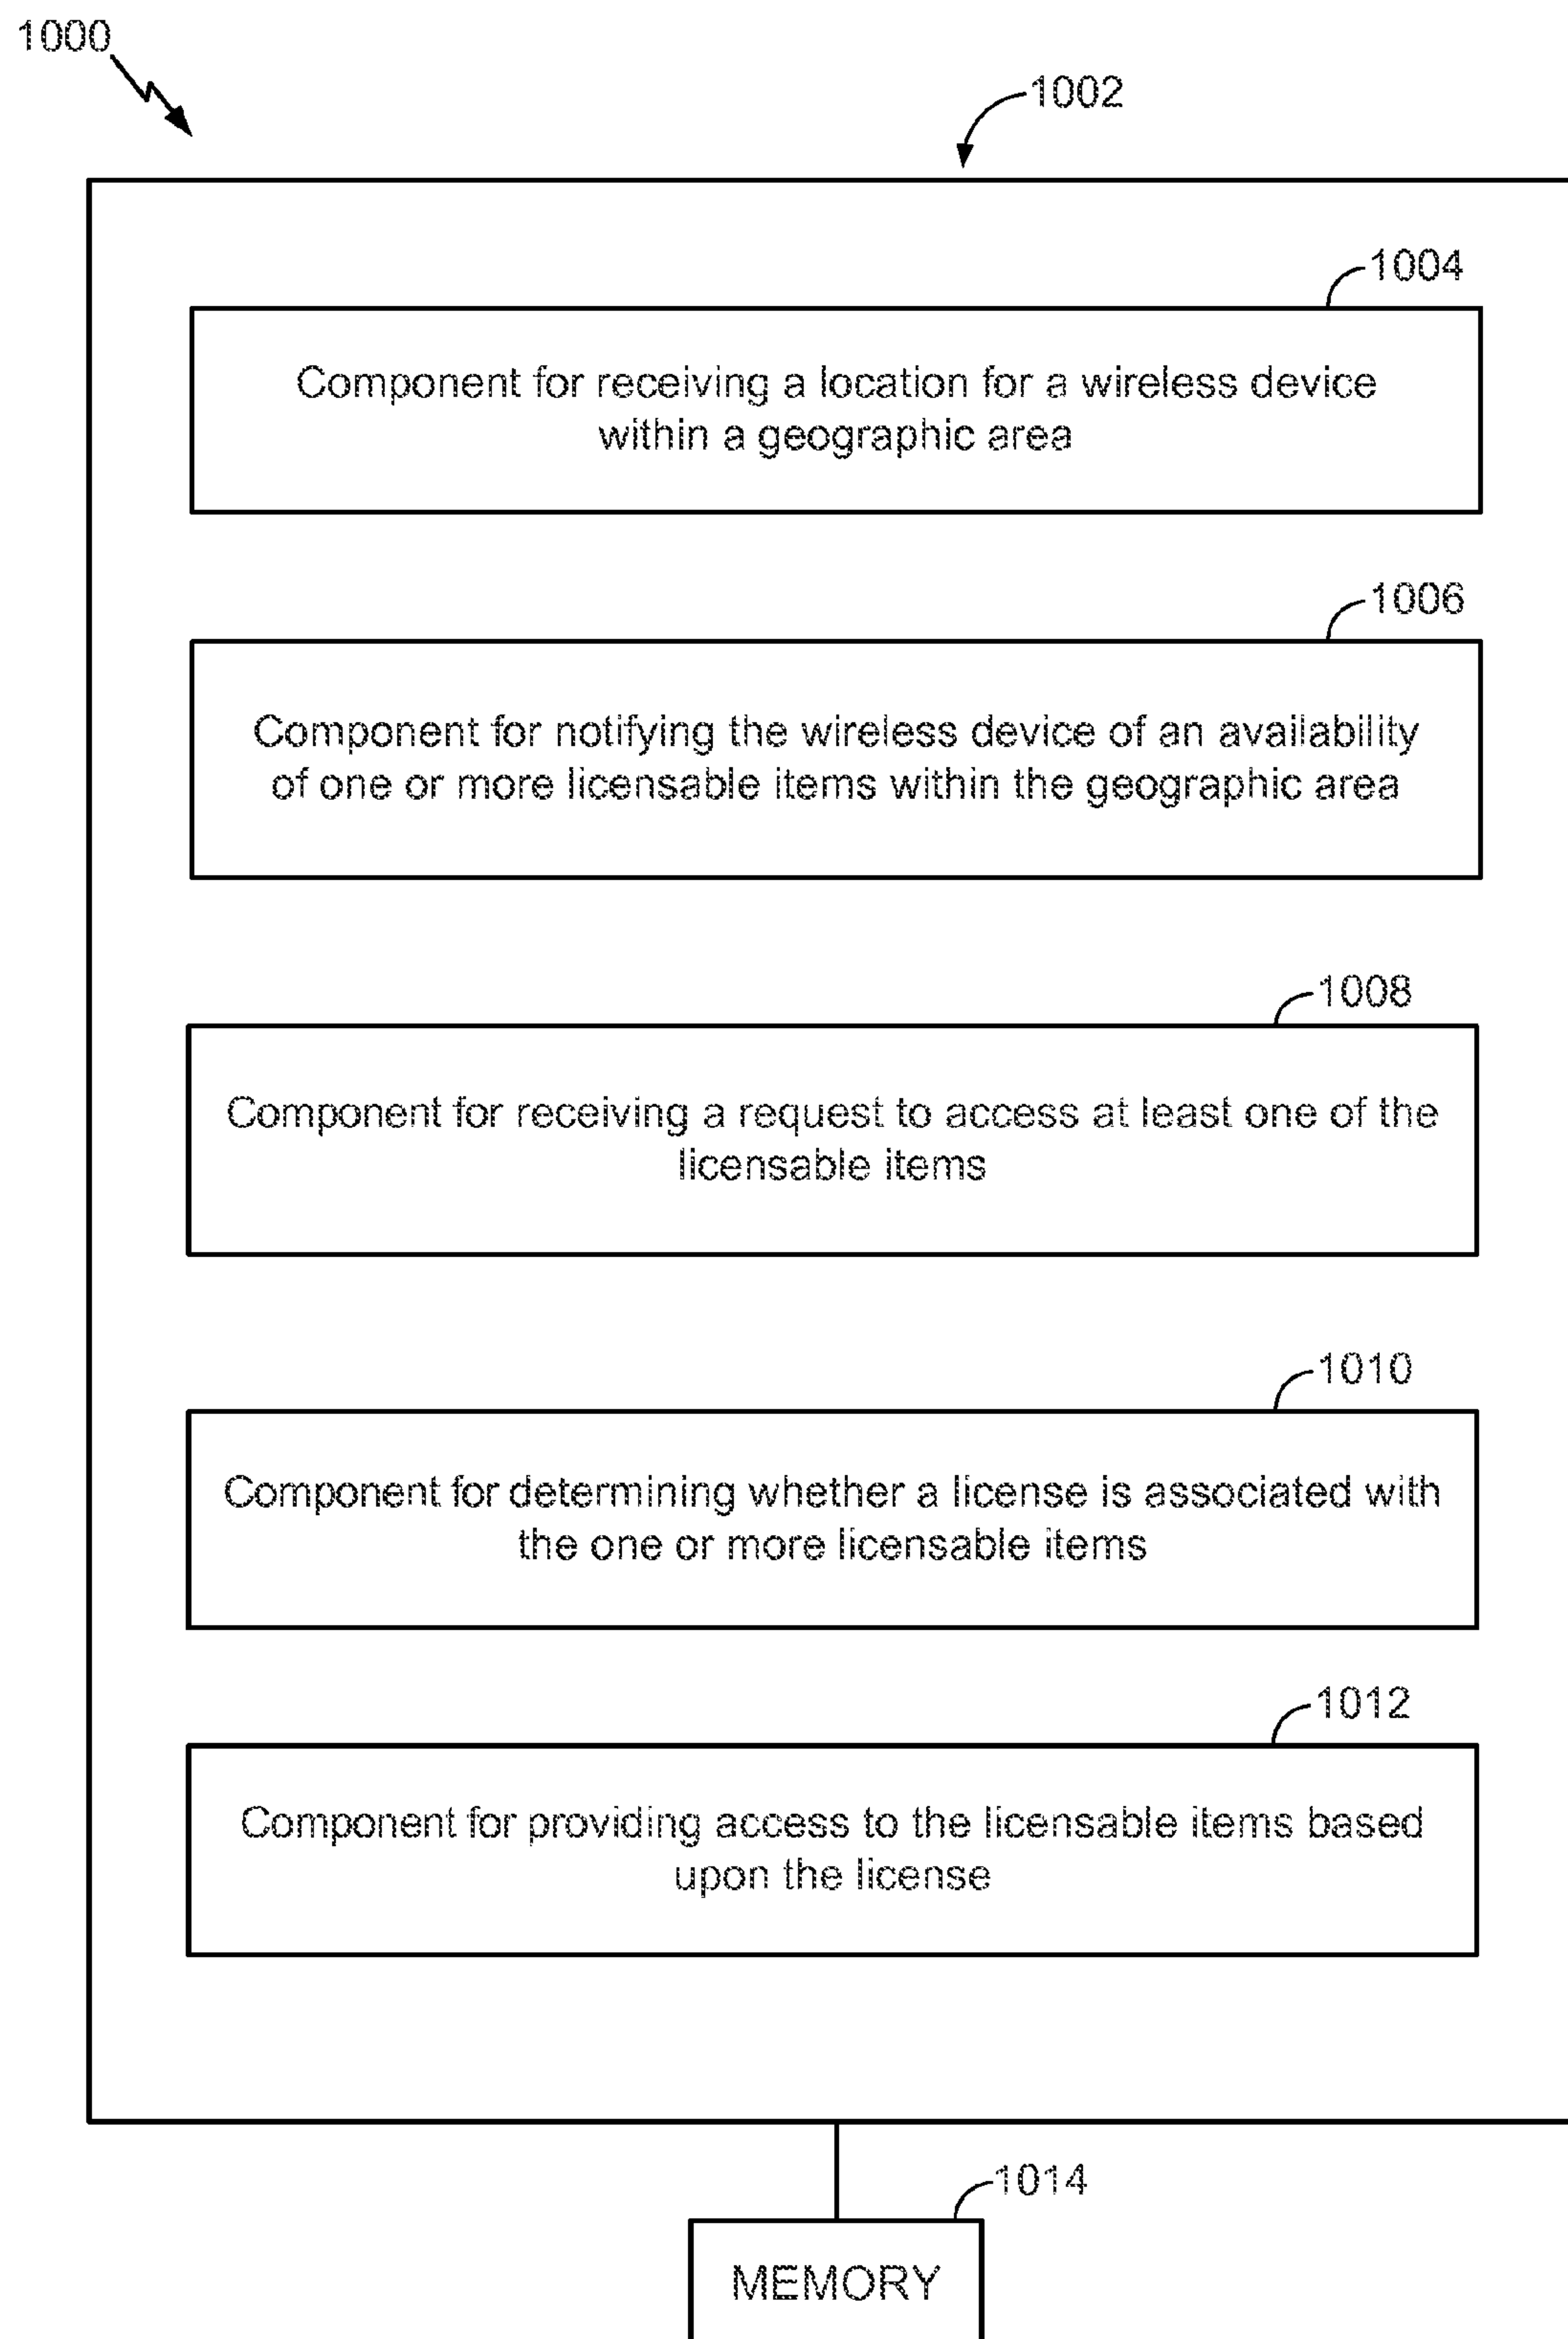 1000
1002
1004
Component for receiving a location for a wireless device
within a geographic area
1006
Component for notifying the wireless device of an availability
of one or more licensable items within the geographic area
1008
Component for receiving a request to access at least one of the
licensable items
1010
Component for determining whether a license is associated with
the one or more licensable items
1012
Component for providing access to the licensable items based
upon the license
1014
MEMORY